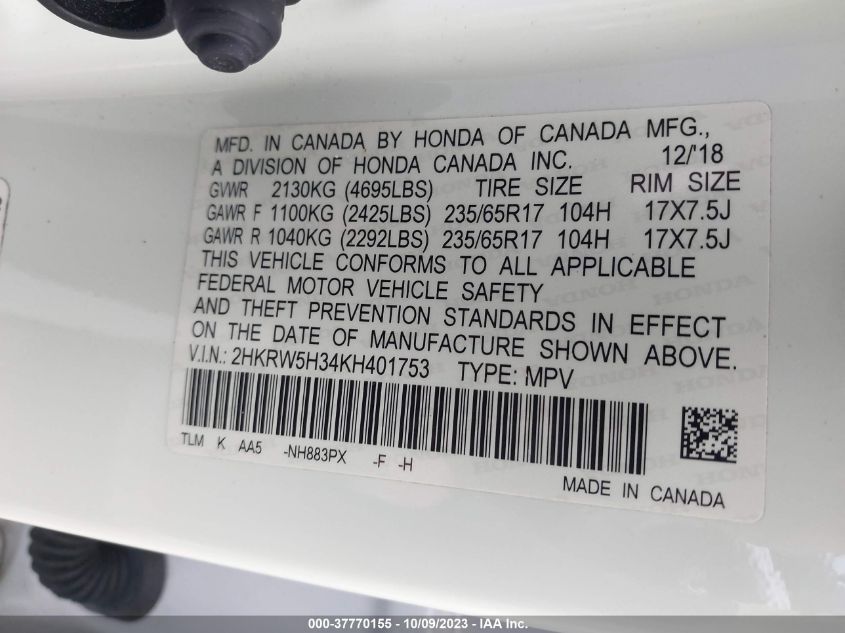 MFD. IN CANADA BY HONDA OF CANADA MFG.,
A DIVISION OF HONDA CANADA INC. 12/'18
GVWR 2130KG (4695LBS) TIRE SIZE RIM SIZE
GAWR F 1100KG (2425LBS) 235/65R17 104H 17X7.5J
GAWR R 1040KG (2292LBS) 235/65R17 104H 17X7.5J
THIS VEHICLE CONFORMS TO ALL APPLICABLE
FEDERAL MOTOR VEHICLE SAFETY
AND THEFT PREVENTION STANDARDS IN EFFECT
ON THE DATE OF MANUFACTURE SHOWN ABOVE.
V.I.N.: 2HKRW5H34KH401753 TYPE: MPV
TLM K AA5 -NH883PX -F -H
MADE IN CANADA
000-37770155 - 10/09/2023 - IAA Inc.